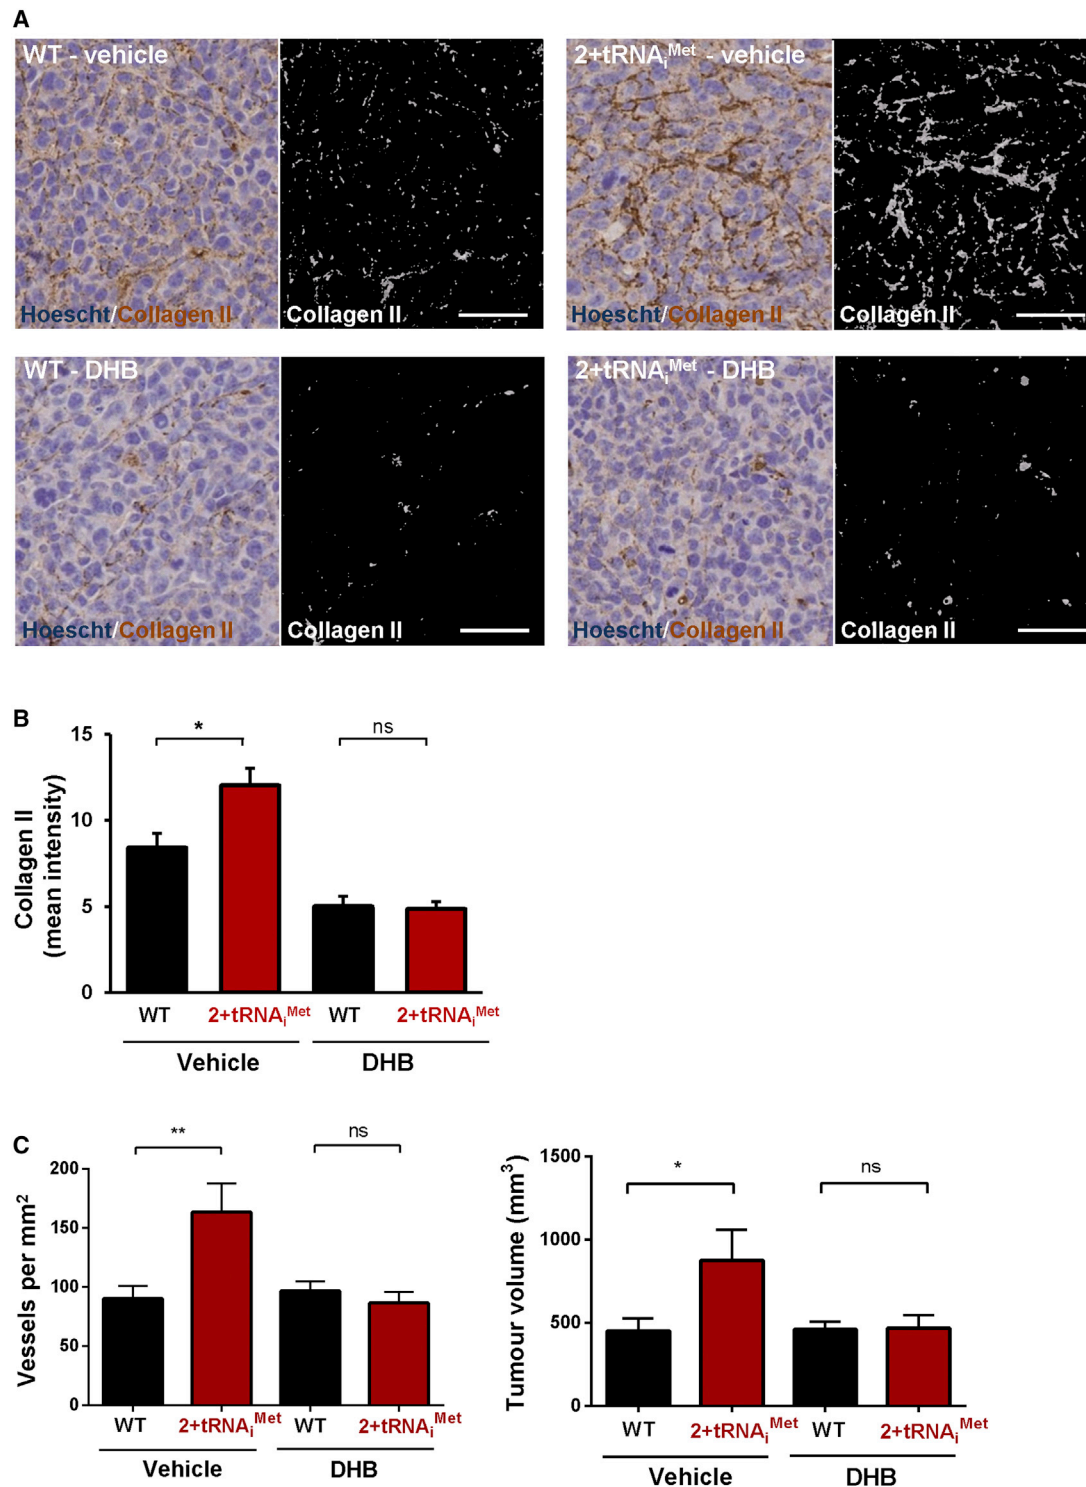 A
WT - vehicle
2+tRNAᵢᴹᵉᵗ - vehicle
Hoescht/Collagen II
Collagen II
Hoescht/Collagen II
Collagen II
WT - DHB
2+tRNAᵢᴹᵉᵗ - DHB
Hoescht/Collagen II
Collagen II
Hoescht/Collagen II
Collagen II
B
Collagen II
(mean intensity)
15
10
5
0
*
ns
WT
2+tRNAᵢᴹᵉᵗ
WT
2+tRNAᵢᴹᵉᵗ
Vehicle
DHB
C
Vessels per mm²
200
150
100
50
0
**
ns
WT
2+tRNAᵢᴹᵉᵗ
WT
2+tRNAᵢᴹᵉᵗ
Vehicle
DHB
Tumour volume (mm³)
1500
1000
500
0
*
ns
WT
2+tRNAᵢᴹᵉᵗ
WT
2+tRNAᵢᴹᵉᵗ
Vehicle
DHB